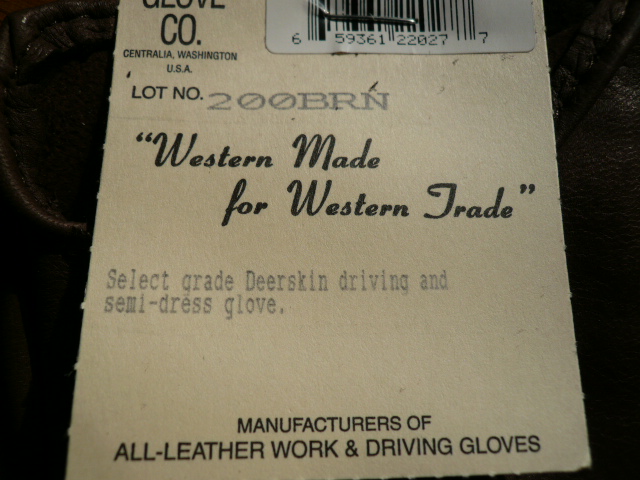 GLOVE
CO.
CENTRALIA, WASHINGTON
U.S.A.
6 59361 22027 7
LOT NO. 200BRN
"Western Made
for Western Trade"
Select grade Deerskin driving and
semi-dress glove.
MANUFACTURERS OF
ALL-LEATHER WORK & DRIVING GLOVES